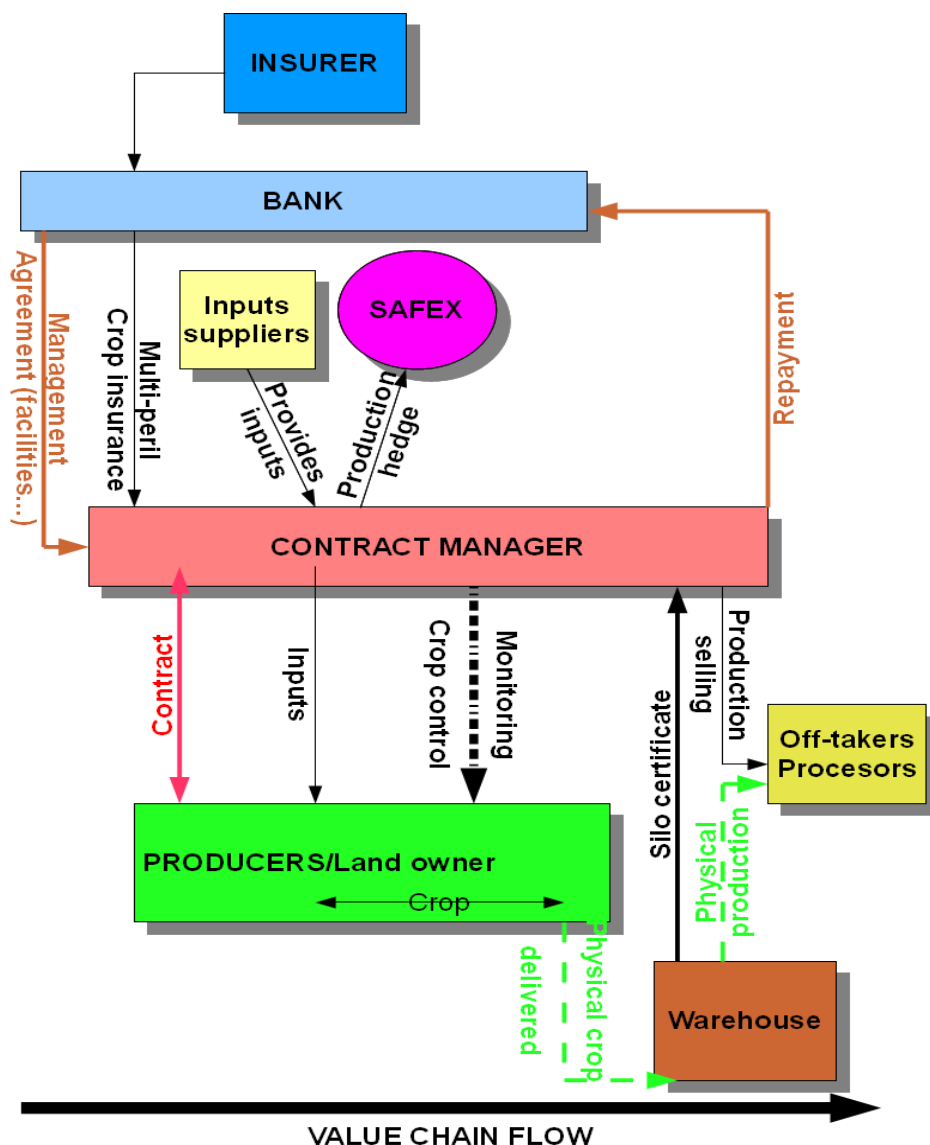 INSURER
BANK
Management
Agreement (facilities...)
Multi-peril
Crop insurance
Inputs
suppliers
SAFEX
Provides
inputs
Production
hedge
Repayment
CONTRACT MANAGER
Contract
Inputs
Monitoring
Crop control
Silo certificate
Production
selling
Off-takers
Procesors
PRODUCERS/Land owner
Crop
Physical crop
delivered
Physical
production
Warehouse
VALUE CHAIN FLOW